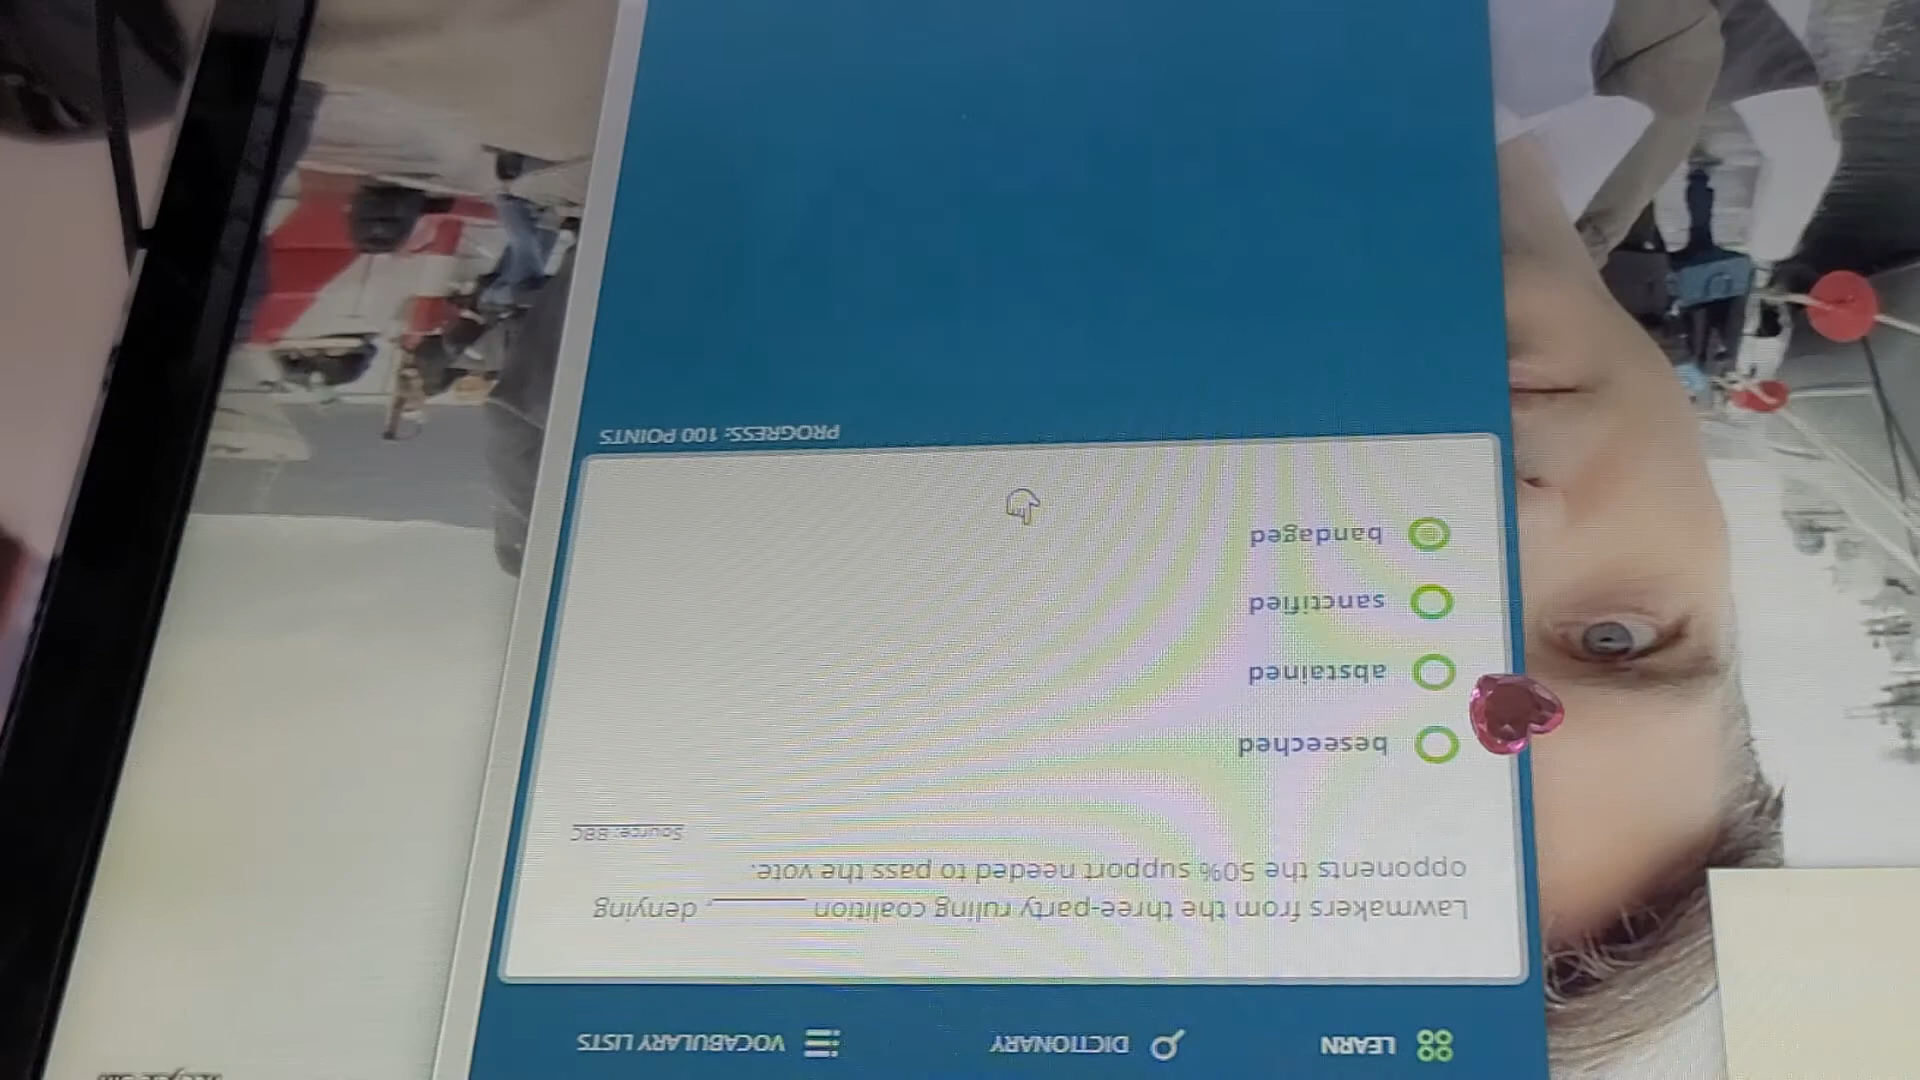 LEARN
DICTIONARY
VOCABULARY LISTS
Lawmakers from the three-party ruling coalition ________, denying
opponents the 50% support needed to pass the vote.
Source: BBC
beseeched
abstained
sanctified
bandaged
PROGRESS: 100 POINTS